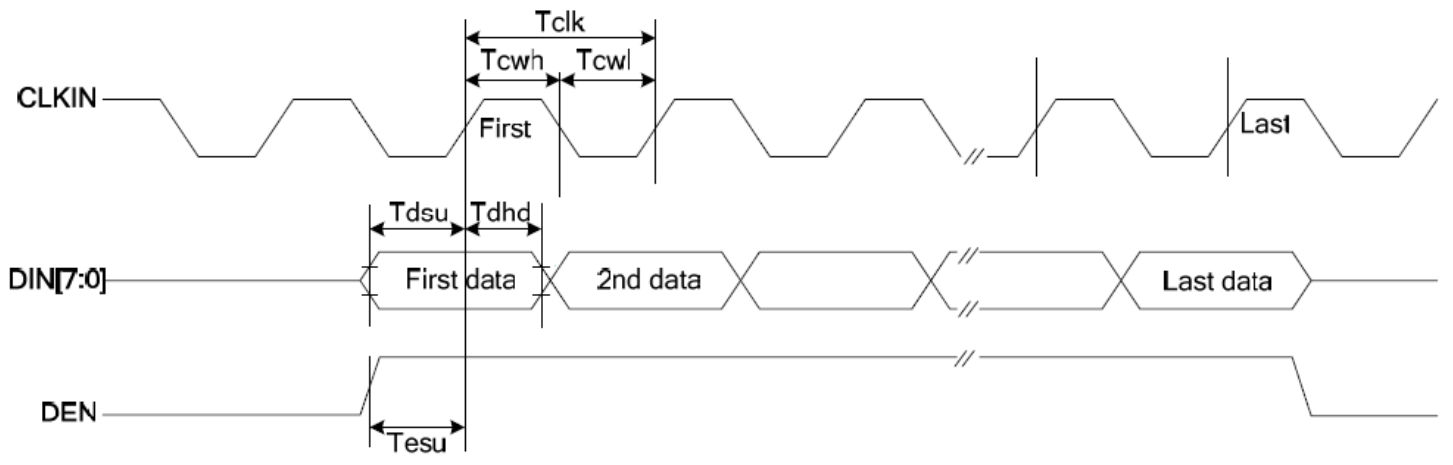 Tclk
Tcwh Tcwl
CLKIN
First
Last
//
Tdsu Tdhd
DIN[7:0]
First data 2nd data // Last data
//
DEN
//
Tesu